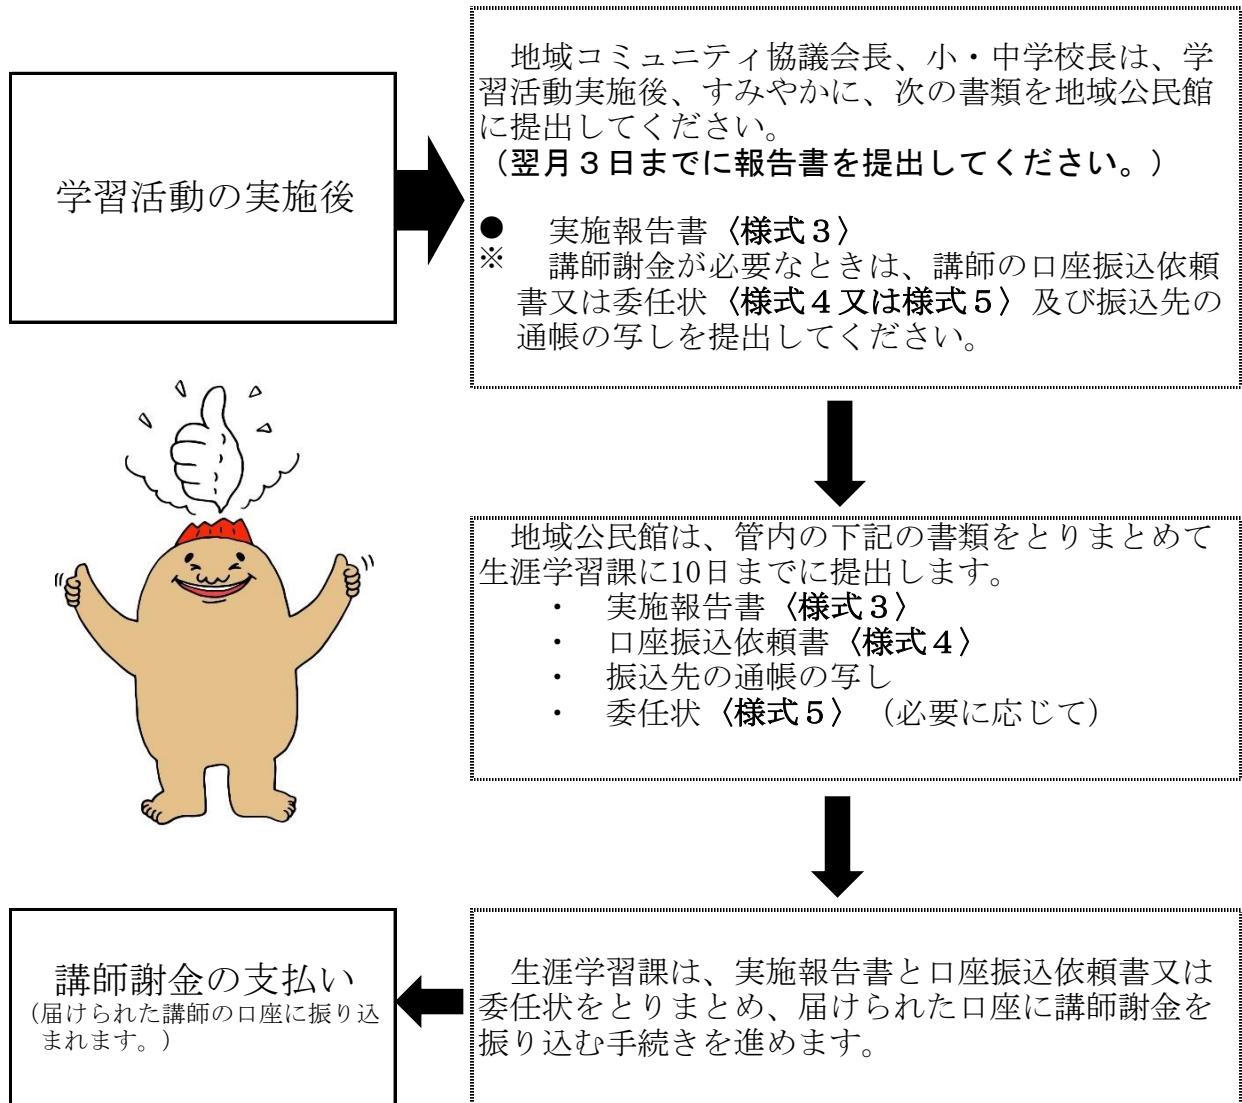 学習活動の実施後
地域コミュニティ協議会長、小・中学校長は、学
習活動実施後、すみやかに、次の書類を地域公民館
に提出してください。
（翌月３日までに報告書を提出してください。）
● 実施報告書〈様式３〉
※ 講師謝金が必要なときは、講師の口座振込依頼
書又は委任状〈様式４又は様式５〉及び振込先の
通帳の写しを提出してください。
地域公民館は、管内の下記の書類をとりまとめて
生涯学習課に10日までに提出します。
・ 実施報告書〈様式３〉
・ 口座振込依頼書〈様式４〉
・ 振込先の通帳の写し
・ 委任状〈様式５〉（必要に応じて）
生涯学習課は、実施報告書と口座振込依頼書又は
委任状をとりまとめ、届けられた口座に講師謝金を
振り込む手続きを進めます。
講師謝金の支払い
（届けられた講師の口座に振り込
まれます。）